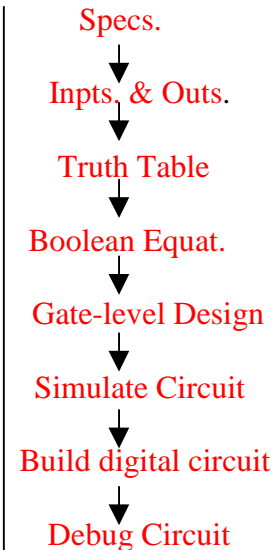 Specs.
Inpts. & Outs.
Truth Table
Boolean Equat.
Gate-level Design
Simulate Circuit
Build digital circuit
Debug Circuit